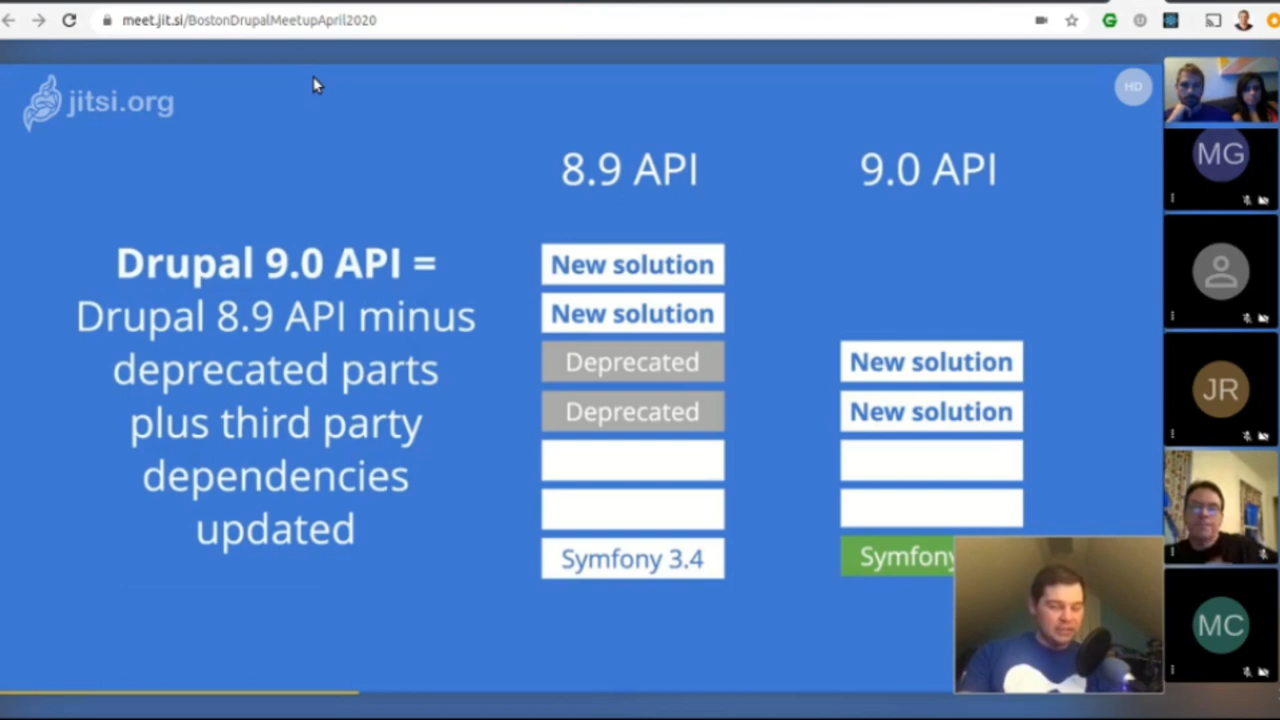 meet.jit.si/BostonDrupalMeetupApril2020
jitsi.org
HD
8.9 API
9.0 API
Drupal 9.0 API =
Drupal 8.9 API minus
deprecated parts
plus third party
dependencies
updated
New solution
New solution
Deprecated
Deprecated
Symfony 3.4
New solution
New solution
Symfony
MG
JR
MC